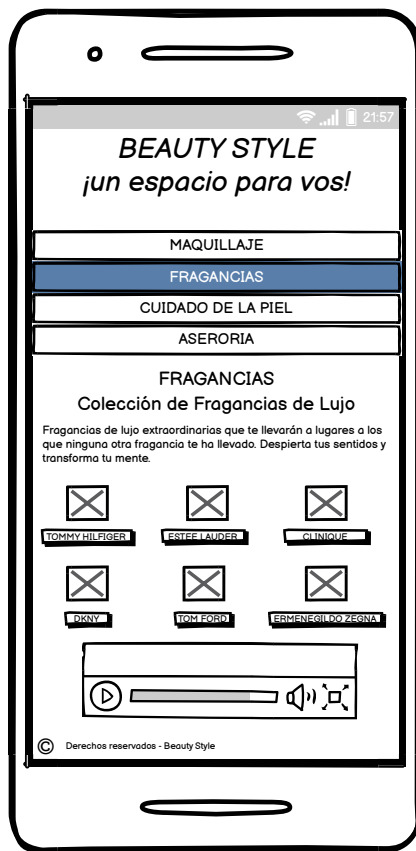 21:57
BEAUTY STYLE
¡un espacio para vos!
MAQUILLAJE
FRAGANCIAS
CUIDADO DE LA PIEL
ASERORIA
FRAGANCIAS
Colección de Fragancias de Lujo
Fragancias de lujo extraordinarias que te llevarán a lugares a los
que ninguna otra fragancia te ha llevado. Despierta tus sentidos y
transforma tu mente.
TOMMY HILFIGER ESTEE LAUDER CLINIQUE
DKNY TOM FORD ERMENEGILDO ZEGNA
© Derechos reservados - Beauty Style